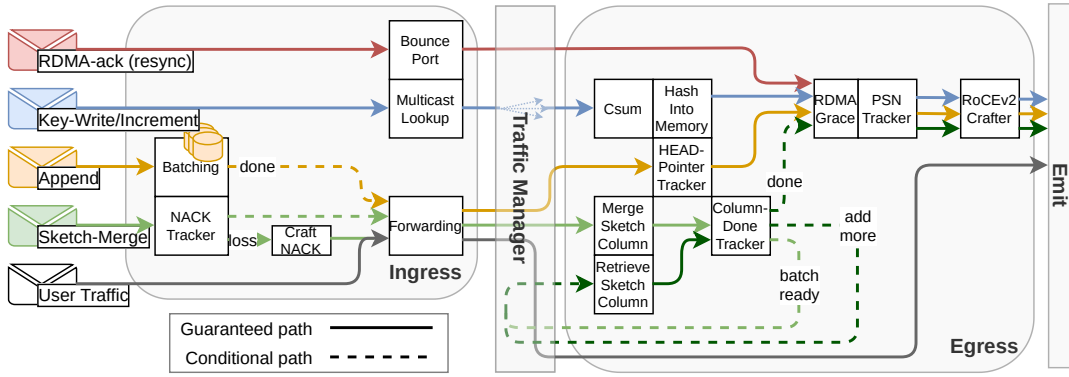 RDMA-ack (resync)
Key-Write/Increment
Append
Sketch-Merge
User Traffic
Batching
NACK
Tracker
done
loss
Craft
NACK
Bounce
Port
Multicast
Lookup
Forwarding
Ingress
Traffic Manager
Csum
Hash
Into
Memory
HEAD-
Pointer
Tracker
Merge
Sketch
Column
Retrieve
Sketch
Column
Column-
Done
Tracker
done
add
more
batch
ready
RDMA
Grace
PSN
Tracker
RoCEv2
Crafter
Egress
Emit
Guaranteed path
Conditional path